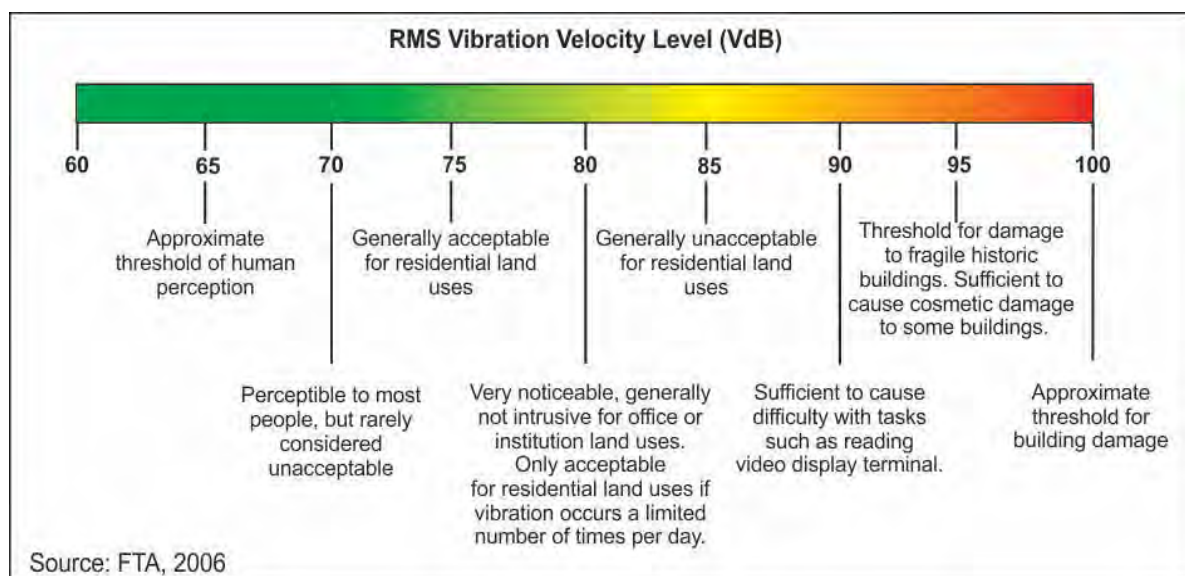 RMS Vibration Velocity Level (VdB)
60 65 70 75 80 85 90 95 100
Approximate
threshold of human
perception
Generally acceptable
for residential land
uses
Generally unacceptable
for residential land
uses
Threshold for damage
to fragile historic
buildings. Sufficient to
cause cosmetic damage
to some buildings.
Perceptible to most
people, but rarely
considered
unacceptable
Very noticeable, generally
not intrusive for office or
institution land uses.
Only acceptable
for residential land uses if
vibration occurs a limited
number of times per day.
Sufficient to cause
difficulty with tasks
such as reading
video display terminal.
Approximate
threshold for
building damage
Source: FTA, 2006